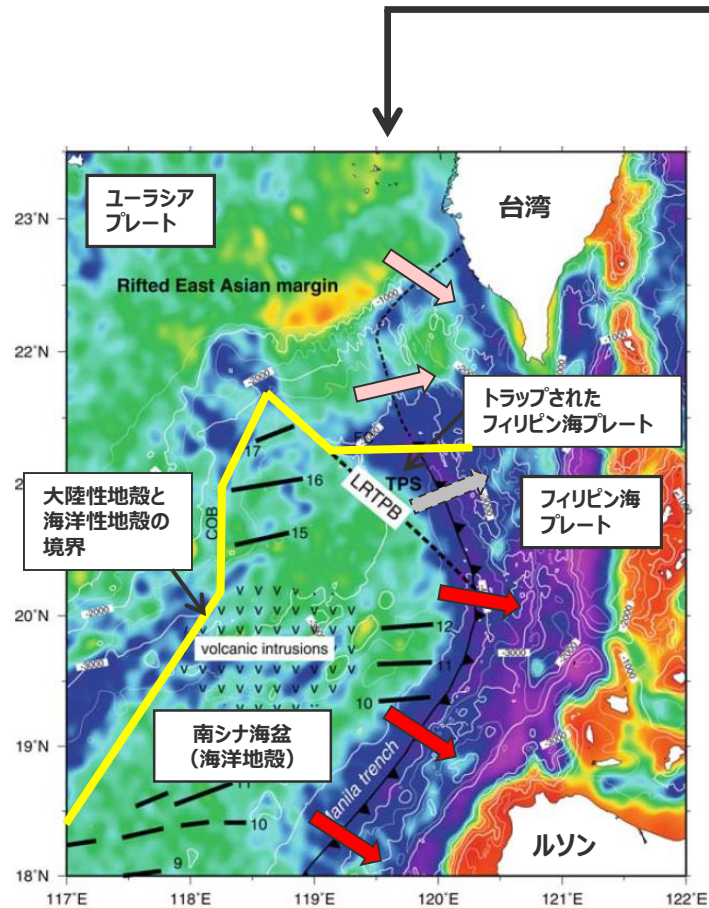 ユーラシア
プレート
台湾
23°N
Rifted East Asian margin
-1000
-1000
22°N
-2000
トラップされた
フィリピン海プレート
17
大陸性地殻と
海洋性地殻の
境界
16
TPS
LRTPB
フィリピン海
プレート
COB
15
20°N
-2000
-3000
12
-3000
-2000
volcanic intrusions
11
-1000
10
南シナ海盆
(海洋地殻)
19°N
Manila trench
11
10
ルソン
9
18°N
117°E
118°E
119°E
120°E
121°E
122°E